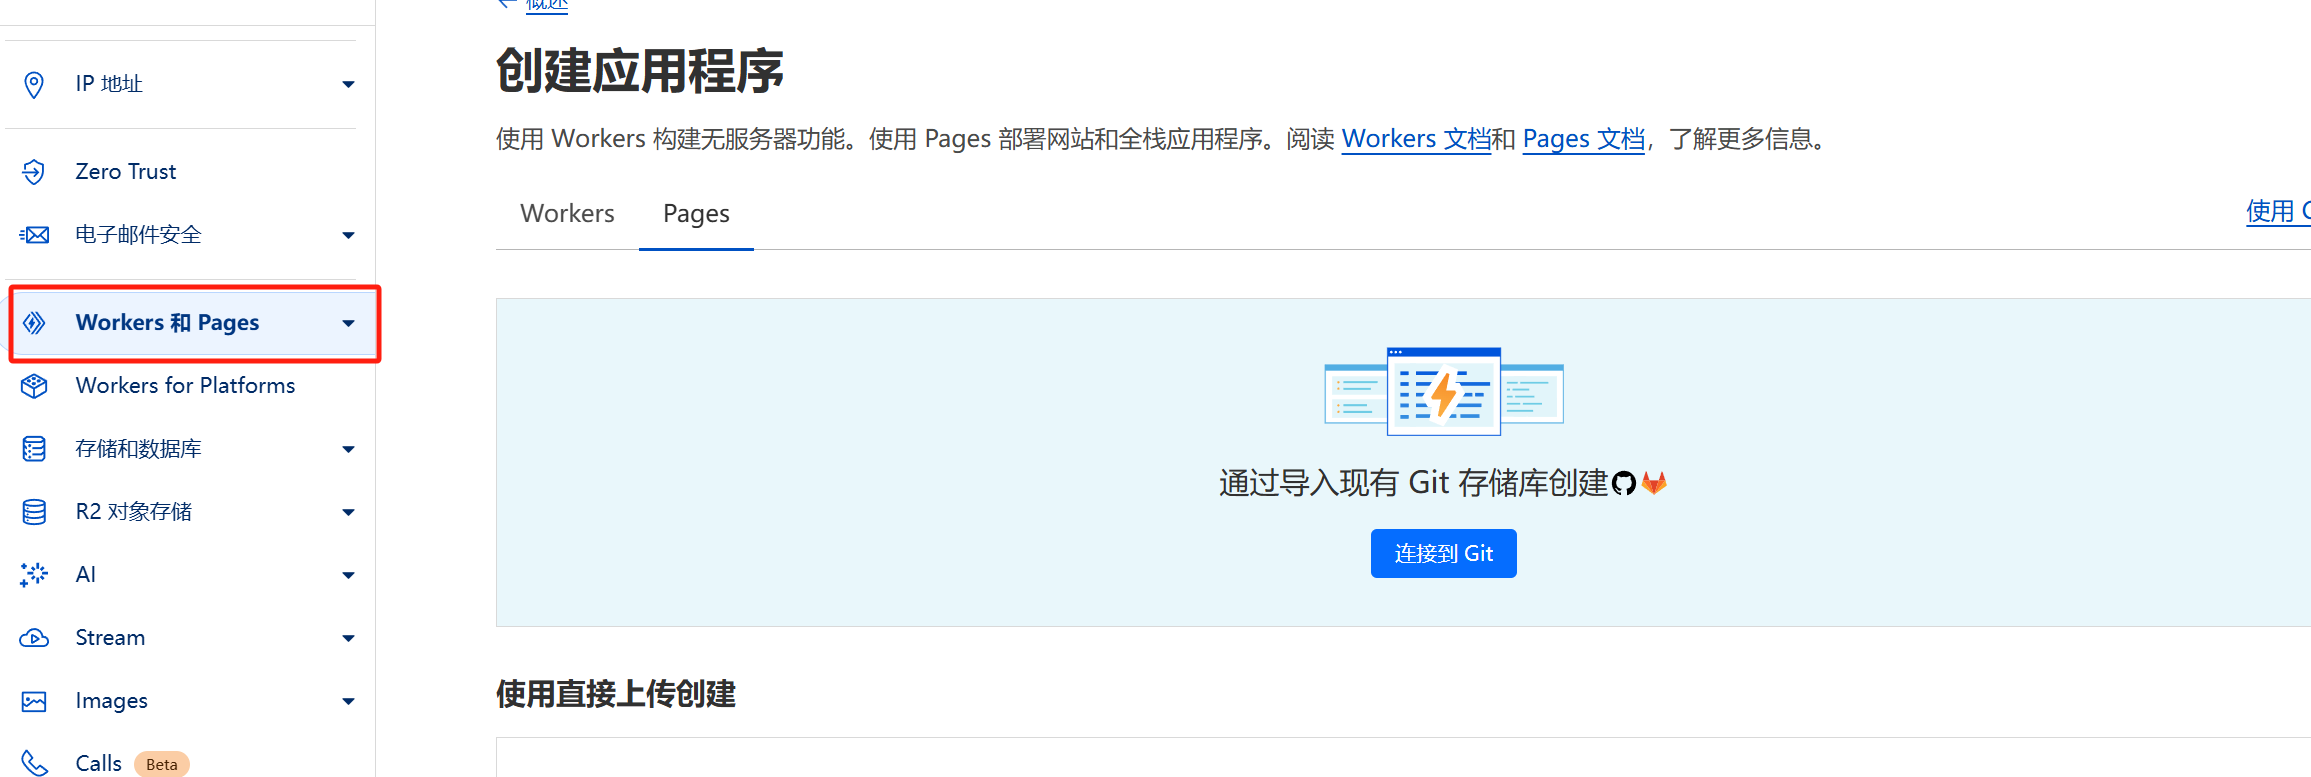 概述
IP 地址
Zero Trust
电子邮件安全
Workers 和 Pages
Workers for Platforms
存储和数据库
R2 对象存储
AI
Stream
Images
Calls Beta
创建应用程序
使用 Workers 构建无服务器功能。使用 Pages 部署网站和全栈应用程序。阅读 Workers 文档和 Pages 文档，了解更多信息。
Workers Pages
使用
通过导入现有 Git 存储库创建
连接到 Git
使用直接上传创建